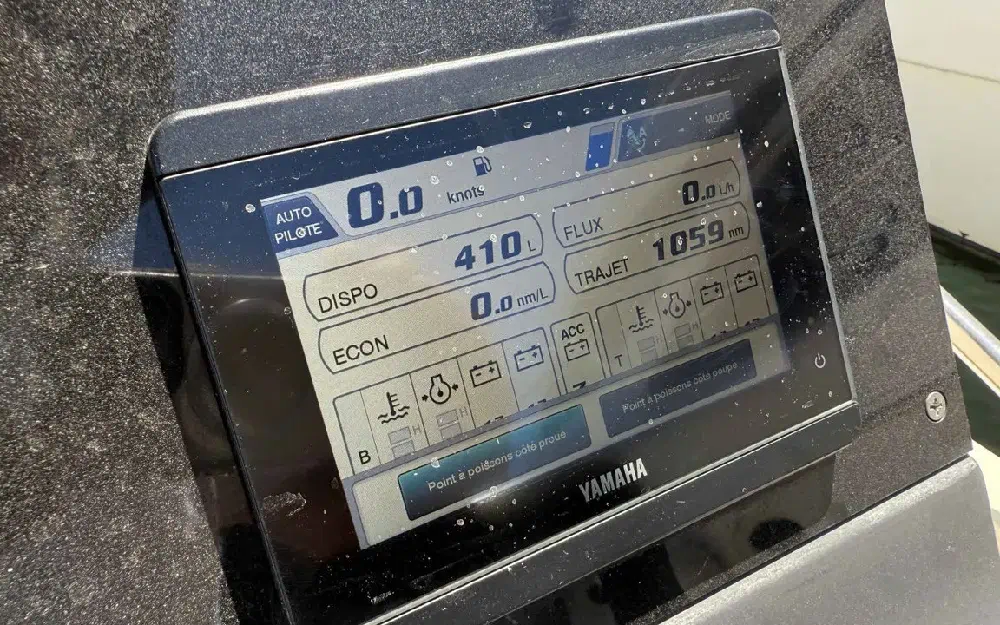 AUTO
PILOTE
0.0 knots
MODE
DISPO 410 L
FLUX 0.0 L/h
ECON 0.0 nm/L
TRAJET 1059 nm
B
H
H
ACC
T
Point à poissons côté proue
Point à poissons côté poupe
YAMAHA